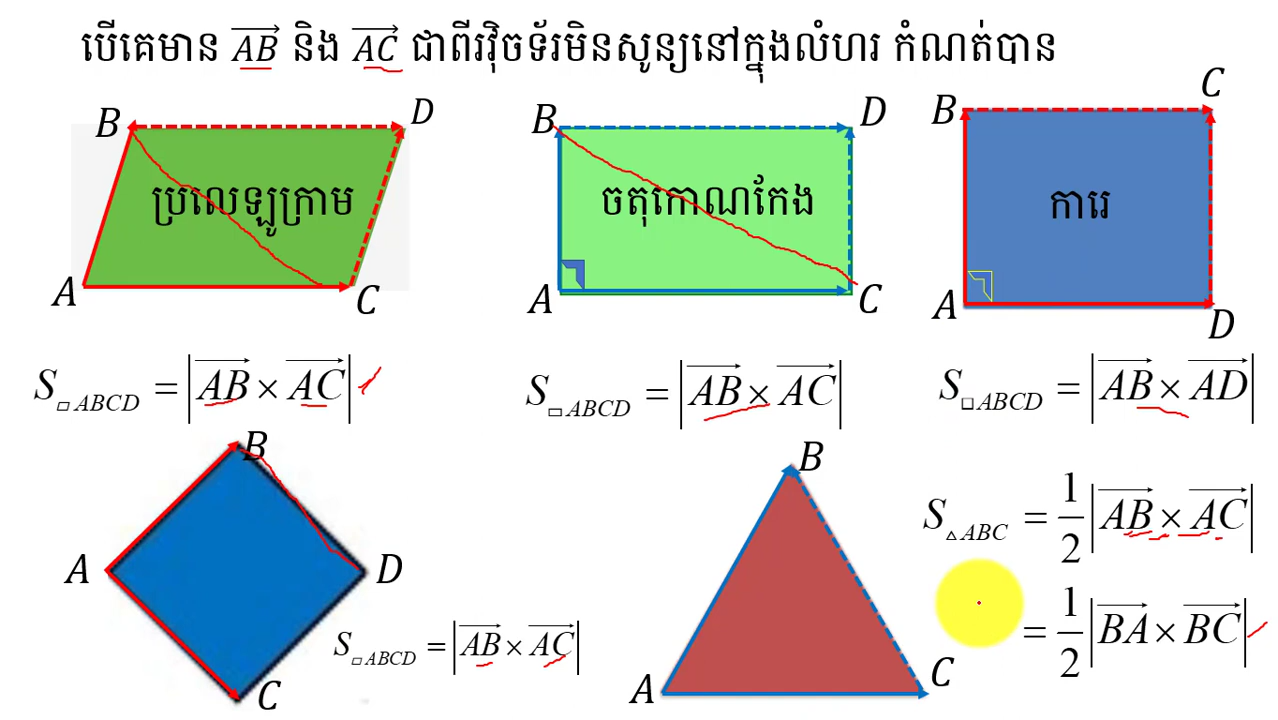 បើគេមាន AB និង AC ជាពីរវ៉ិចទ័រមិនសូន្យនៅក្នុងលំហរ កំណត់បាន
B D
ប្រលេឡូក្រាម
A C
B D
ចតុកោណកែង
A C
B C
ការេ
A D
S▱ABCD = |AB × AC|
S▭ABCD = |AB × AC|
S□ABCD = |AB × AD|
B
A D
C
S▱ABCD = |AB × AC|
B
A C
S△ABC = 1/2 |AB × AC|
= 1/2 |BA × BC|